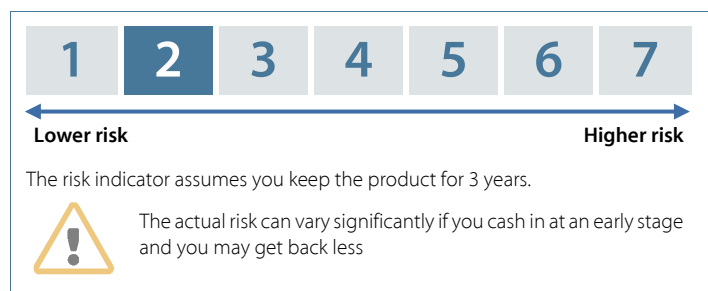 1 2 3 4 5 6 7
Lower risk Higher risk
The risk indicator assumes you keep the product for 3 years.
The actual risk can vary significantly if you cash in at an early stage
and you may get back less